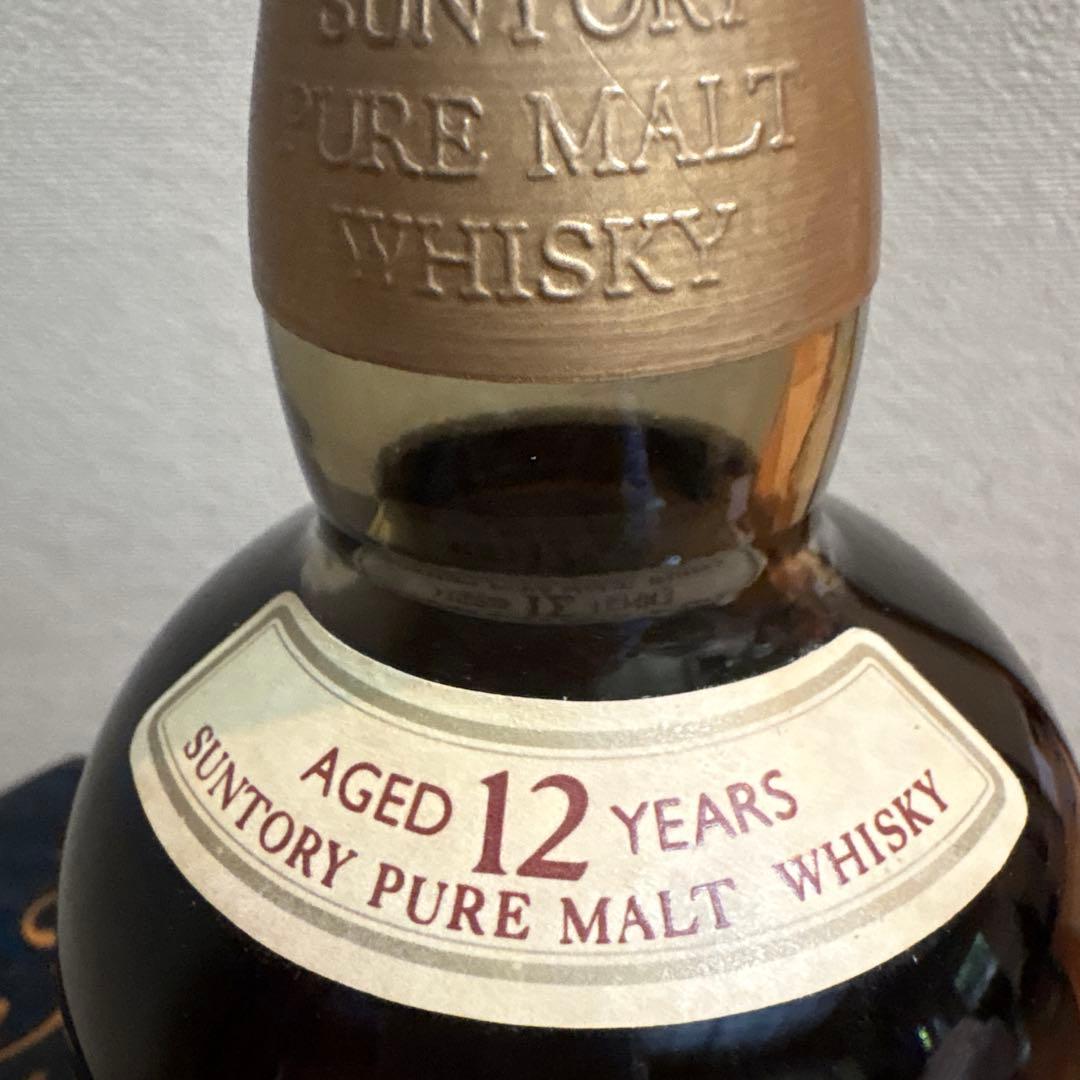 SUNTORY
PURE MALT
WHISKY
AGED 12 YEARS
SUNTORY PURE MALT WHISKY